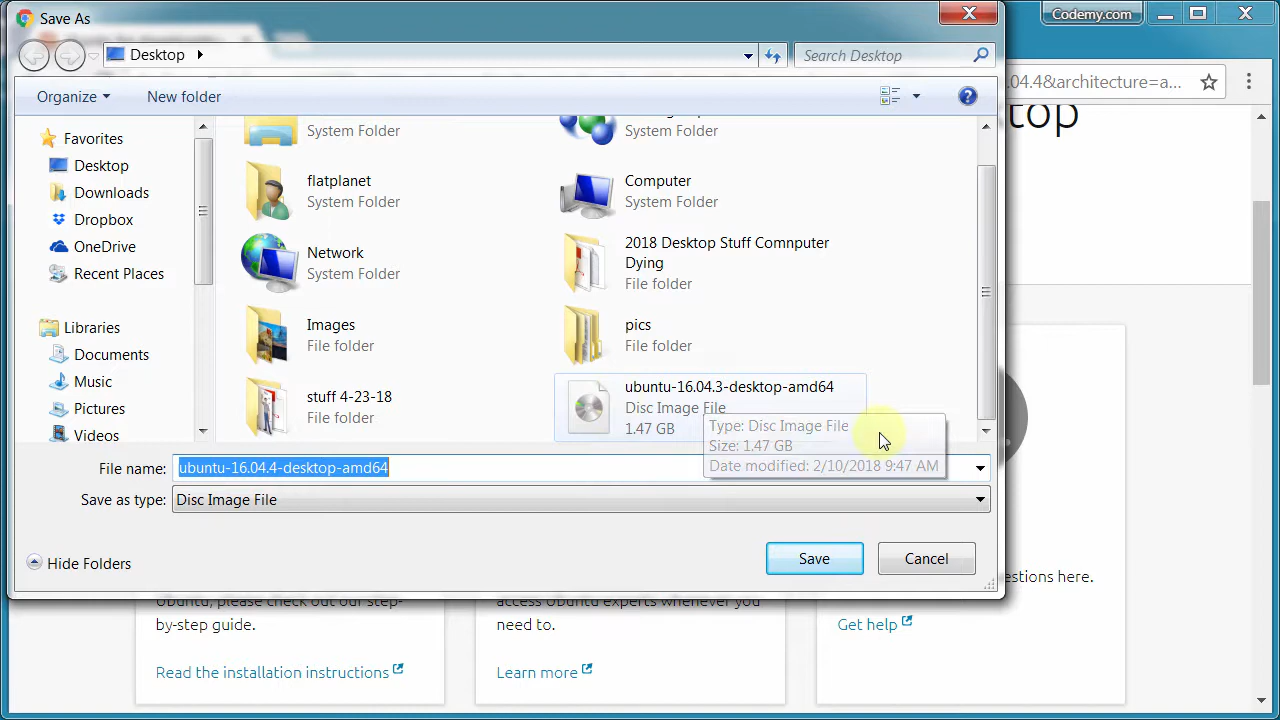 Save As
Codemy.com
Desktop
Search Desktop
04.4&architecture=a...
Organize
New folder
top
Favorites
Desktop
Downloads
Dropbox
OneDrive
Recent Places
Libraries
Documents
Music
Pictures
Videos
System Folder
System Folder
flatplanet
System Folder
Computer
System Folder
Network
System Folder
2018 Desktop Stuff Comnputer
Dying
File folder
Images
File folder
pics
File folder
stuff 4-23-18
File folder
ubuntu-16.04.3-desktop-amd64
Disc Image File
1.47 GB
Type: Disc Image File
Size: 1.47 GB
Date modified: 2/10/2018 9:47 AM
File name:
ubuntu-16.04.4-desktop-amd64
Save as type:
Disc Image File
Hide Folders
Save
Cancel
Ubuntu, please check out our step-
by-step guide.
Read the installation instructions
access Ubuntu experts whenever you
need to.
Learn more
estions here.
Get help